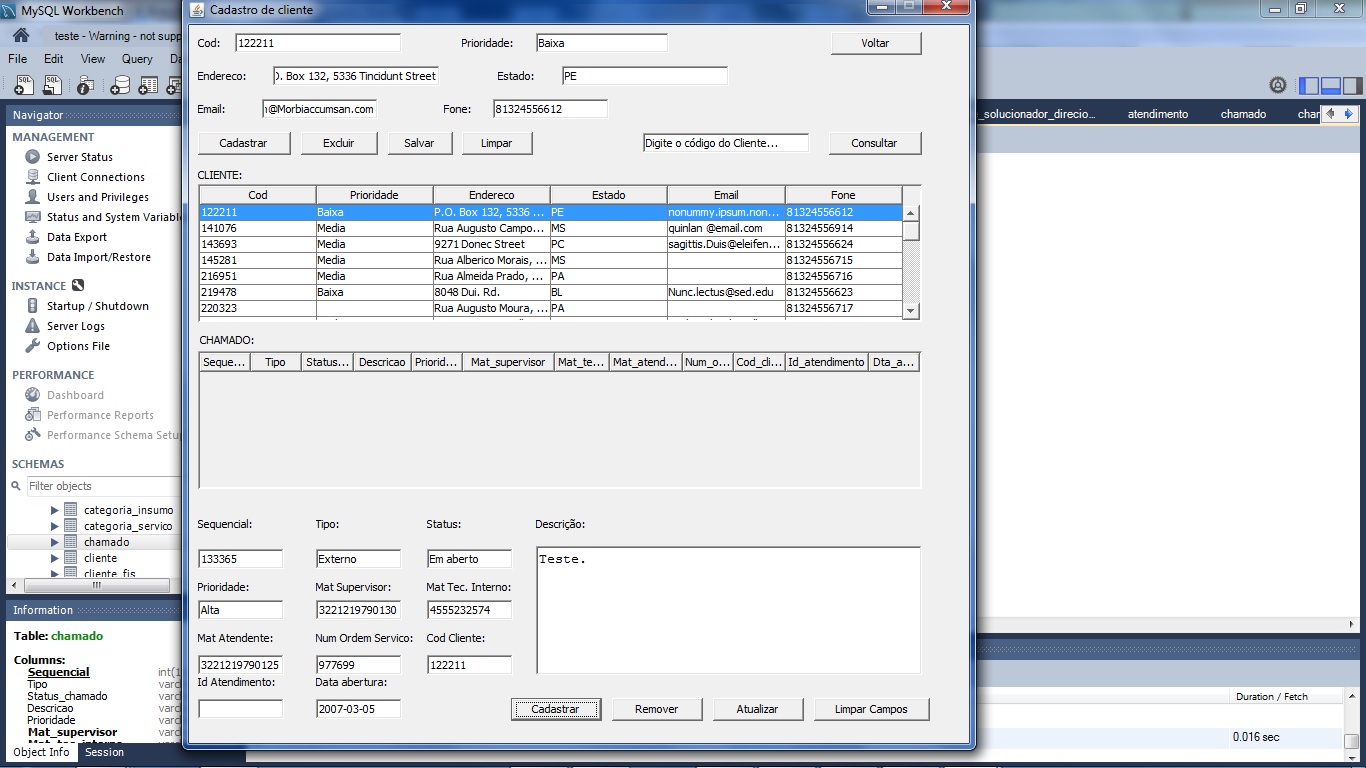 MySQL Workbench
teste - Warning - not supp
File Edit View Query Da
Navigator
MANAGEMENT
Server Status
Client Connections
Users and Privileges
Status and System Variable
Data Export
Data Import/Restore
INSTANCE
Startup / Shutdown
Server Logs
Options File
PERFORMANCE
Dashboard
Performance Reports
Performance Schema Setu
SCHEMAS
Filter objects
categoria_insumo
categoria_servico
chamado
cliente
cliente_fis
Information
Table: chamado
Columns:
Sequencial int(1
Tipo varc
Status_chamado varc
Descricao varc
Prioridade varc
Mat_supervisor varc
Object Info Session
Cadastro de cliente
Cod: 122211 Prioridade: Baixa Voltar
Endereco: . Box 132, 5336 Tincidunt Street Estado: PE
Email: @Morbiaccumsan.com Fone: 81324556612
Cadastrar Excluir Salvar Limpar Digite o código do Cliente... Consultar
CLIENTE:
Cod Prioridade Endereco Estado Email Fone
122211 Baixa P.O. Box 132, 5336 ... PE nonummy.ipsum.non... 81324556612
141076 Media Rua Augusto Campo... MS quinlan @email.com 81324556914
143693 Media 9271 Donec Street PC sagittis.Duis@eleifen... 81324556624
145281 Media Rua Alberico Morais, ... MS 81324556715
216951 Media Rua Almeida Prado, ... PA 81324556716
219478 Baixa 8048 Dui. Rd. BL Nunc.lectus@sed.edu 81324556623
220323 Rua Augusto Moura, ... PA 81324556717
CHAMADO:
Seque... Tipo Status... Descricao Priorid... Mat_supervisor Mat_te... Mat_atend... Num_o... Cod_cli... Id_atendimento Dta_a...
Sequencial: Tipo: Status: Descrição:
133365 Externo Em aberto Teste.
Prioridade: Mat Supervisor: Mat Tec. Interno:
Alta 3221219790130 4555232574
Mat Atendente: Num Ordem Servico: Cod Cliente:
3221219790125 977699 122211
Id Atendimento: Data abertura:
2007-03-05
Cadastrar Remover Atualizar Limpar Campos
_solucionador_direcio... atendimento chamado char
Duration / Fetch
0.016 sec